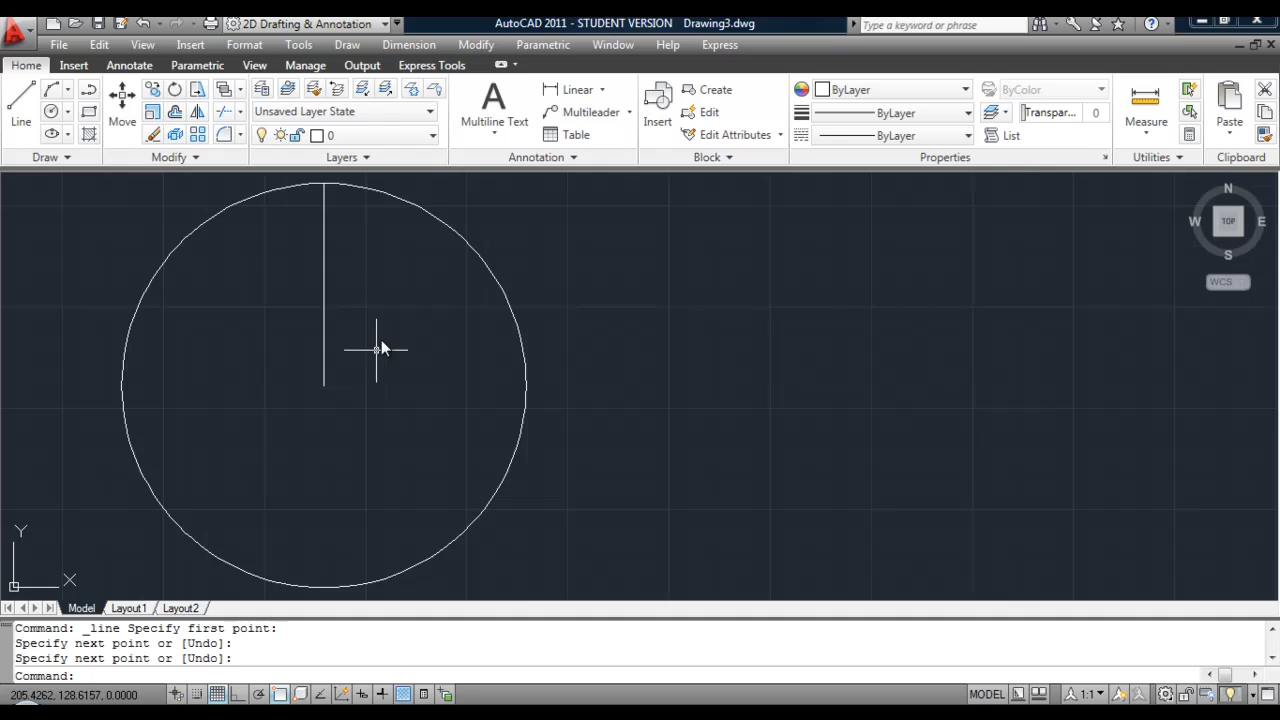 2D Drafting & Annotation
AutoCAD 2011 - STUDENT VERSION Drawing3.dwg
Type a keyword or phrase
File Edit View Insert Format Tools Draw Dimension Modify Parametric Window Help Express
Home Insert Annotate Parametric View Manage Output Express Tools
Line
Draw
Move
Modify
Unsaved Layer State
0
Layers
A
Multiline Text
Linear
Multileader
Table
Annotation
Insert
Create
Edit
Edit Attributes
Block
ByLayer
ByLayer
ByLayer
ByColor
Transpar... 0
List
Properties
Measure
Utilities
Paste
Clipboard
N
W TOP E
S
WCS
Y
X
Model Layout1 Layout2
Command: _line Specify first point:
Specify next point or [Undo]:
Specify next point or [Undo]:
Command:
205.4262, 128.6157, 0.0000
MODEL
1:1